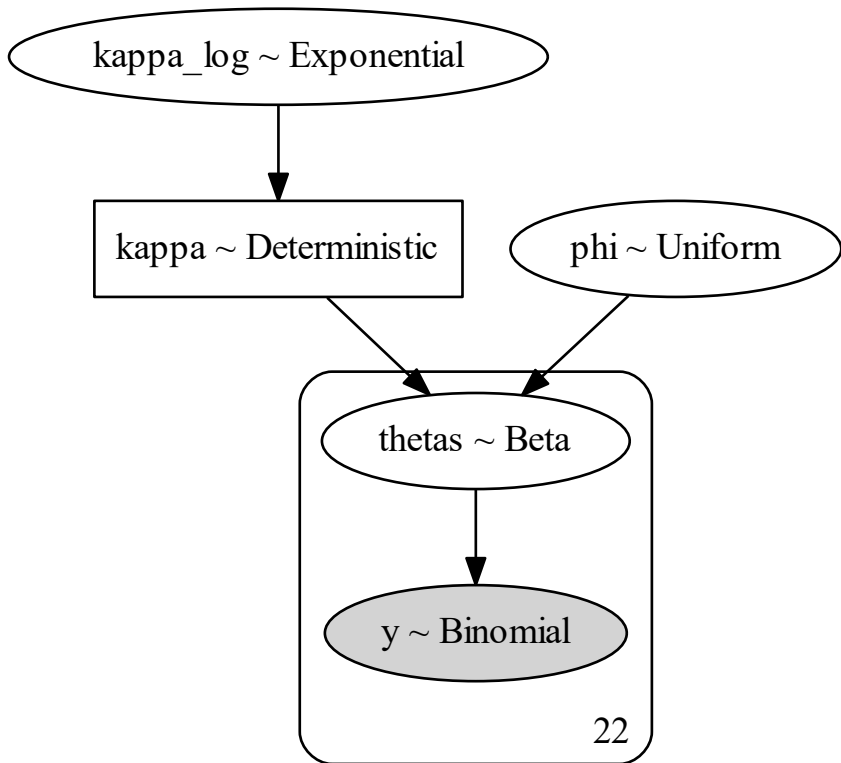 kappa_log ~ Exponential
kappa ~ Deterministic
phi ~ Uniform
thetas ~ Beta
y ~ Binomial
22